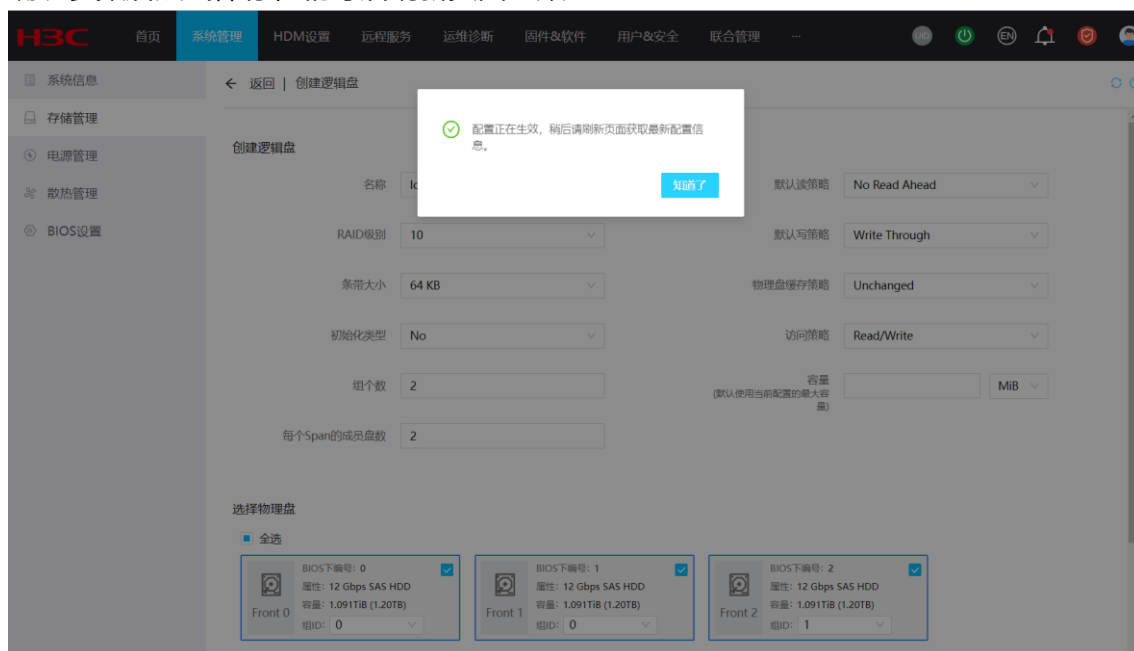 H3C
首页 系统管理 HDM设置 远程服务 运维诊断 固件&软件 用户&安全 联合管理 ... UID EN
系统信息
存储管理
电源管理
散热管理
BIOS设置
← 返回 | 创建逻辑盘
配置正在生效，稍后请刷新页面获取最新配置信
息。
知道了
创建逻辑盘
名称
默认读策略 No Read Ahead
RAID级别 10
默认写策略 Write Through
条带大小 64 KB
物理盘缓存策略 Unchanged
初始化类型 No
访问策略 Read/Write
组个数 2
容量
(默认使用当前配置的最大容
量)
MiB
每个Span的成员盘数 2
选择物理盘
全选
Front 0
BIOS下编号: 0
属性: 12 Gbps SAS HDD
容量: 1.091TiB (1.20TB)
组ID: 0
Front 1
BIOS下编号: 1
属性: 12 Gbps SAS HDD
容量: 1.091TiB (1.20TB)
组ID: 0
Front 2
BIOS下编号: 2
属性: 12 Gbps SAS HDD
容量: 1.091TiB (1.20TB)
组ID: 1